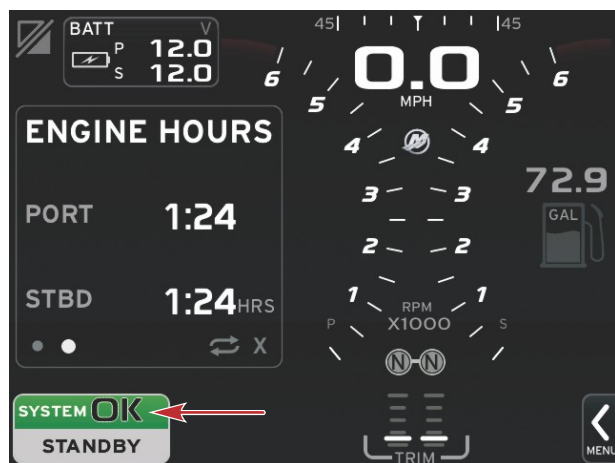 BATT V
P 12.0
S 12.0
45 45
0.0
MPH
6 6
5 5
4 4
3 3
2 2
1 1
RPM
X1000
P S
N N
TRIM
ENGINE HOURS
PORT 1:24
STBD 1:24 HRS
X
72.9
GAL
SYSTEM OK
STANDBY
MENU